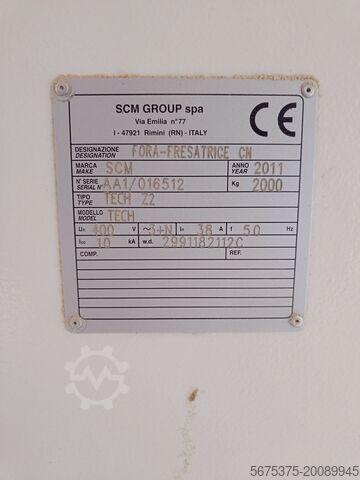 SCM GROUP spa
Via Emilia n°77
I - 47921 Rimini (RN) - ITALY
CE
DESIGNAZIONE DESIGNATION FORA-FRESATRICE CN
MARCA MAKE SCM ANNO YEAR 2011
N° SERIE SERIAL N° AA1/016512 Kg 2000
TIPO TYPE TECH Z2
MODELLO MODEL TECH
Un 400 V ~ 3+N In 38 A f 50 Hz
Icc 10 kA w.d. 2991182112C
COMP. REF.
5675375-20089945